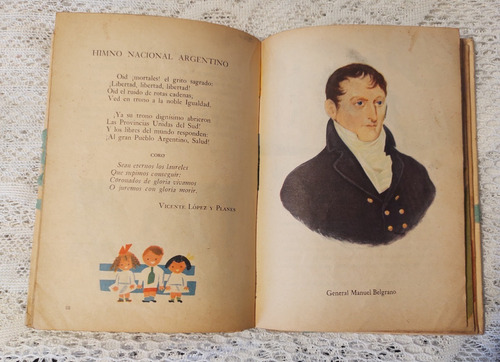 HIMNO NACIONAL ARGENTINO
Oíd ¡mortales! el grito sagrado:
¡Libertad, libertad, libertad!
Oíd el ruido de rotas cadenas,
Ved en trono a la noble Igualdad.
¡Ya su trono dignísimo abrieron
Las Provincias Unidas del Sud!
Y los libres del mundo responden:
¡Al gran Pueblo Argentino, Salud!
CORO
Sean eternos los laureles
Que supimos conseguir:
Coronados de gloria vivamos
O juremos con gloria morir.
VICENTE LÓPEZ Y PLANES
General Manuel Belgrano